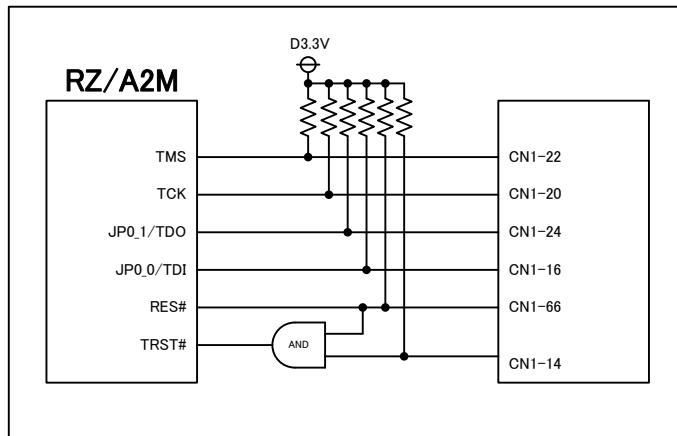 D3.3V
RZ/A2M
TMS
CN1-22
TCK
CN1-20
JP0_1/TDO
CN1-24
JP0_0/TDI
CN1-16
RES#
CN1-66
TRST#
AND
CN1-14